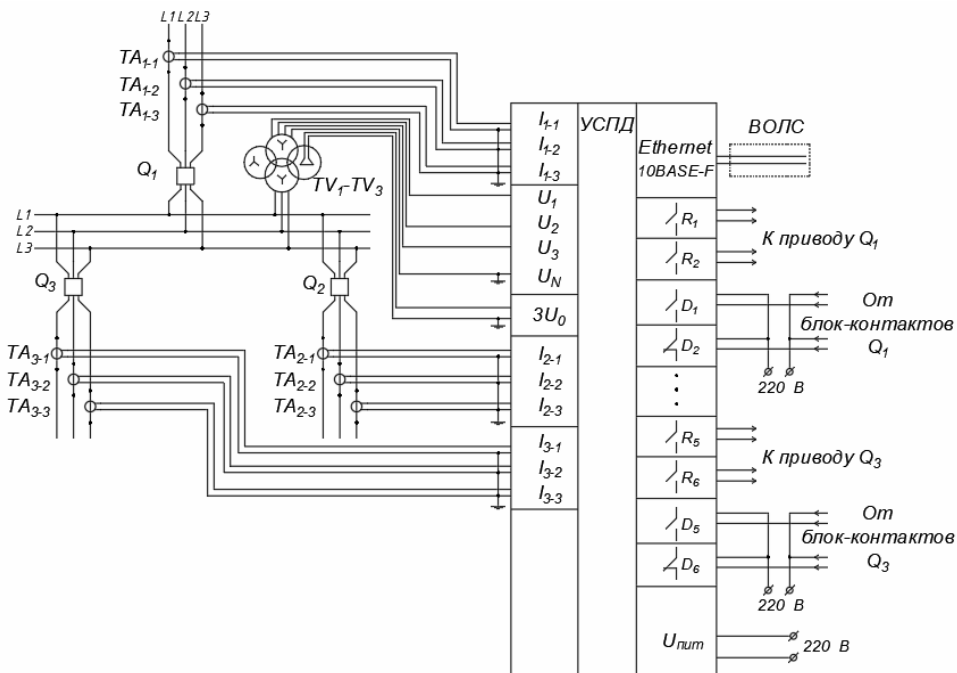 L1 L2 L3
TA1-1
TA1-2
TA1-3
Q1
TV1-TV3
L1
L2
L3
Q3
Q2
TA3-1
TA3-2
TA3-3
TA2-1
TA2-2
TA2-3
I1-1
I1-2
I1-3
U1
U2
U3
UN
3U0
I2-1
I2-2
I2-3
I3-1
I3-2
I3-3
УСПД
Ethernet
10BASE-F
ВОЛС
R1
R2
К приводу Q1
D1
D2
От
блок-контактов
Q1
220 В
R5
R6
К приводу Q3
D5
D6
От
блок-контактов
Q3
220 В
Uпит
220 В